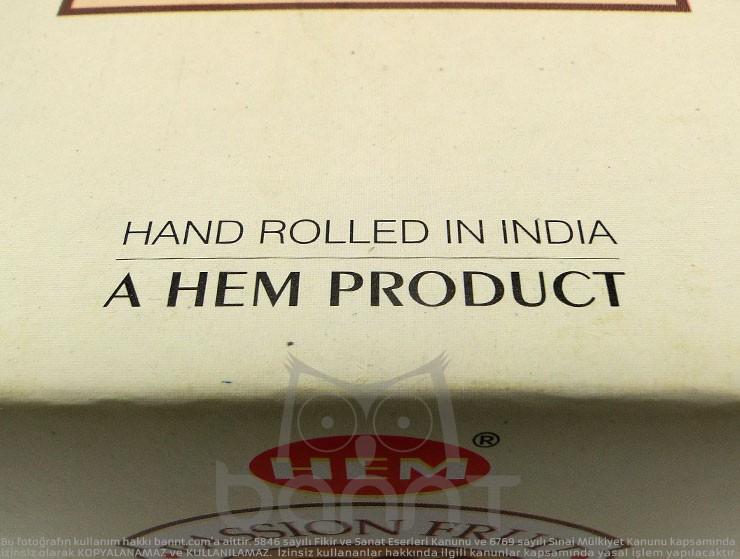 HAND ROLLED IN INDIA
A HEM PRODUCT
HEM®
bannt
Bu fotoğrafın kullanım hakkı bannt.com'a aittir. 5846 sayılı Fikir ve Sanat Eserleri Kanunu ve 6769 sayılı Sınai Mülkiyet Kanunu kapsamında
izinsiz olarak KOPYALANAMAZ ve KULLANILAMAZ. İzinsiz kullananlar hakkında ilgili kanunlar kapsamında yasal işlem yapılacaktır.